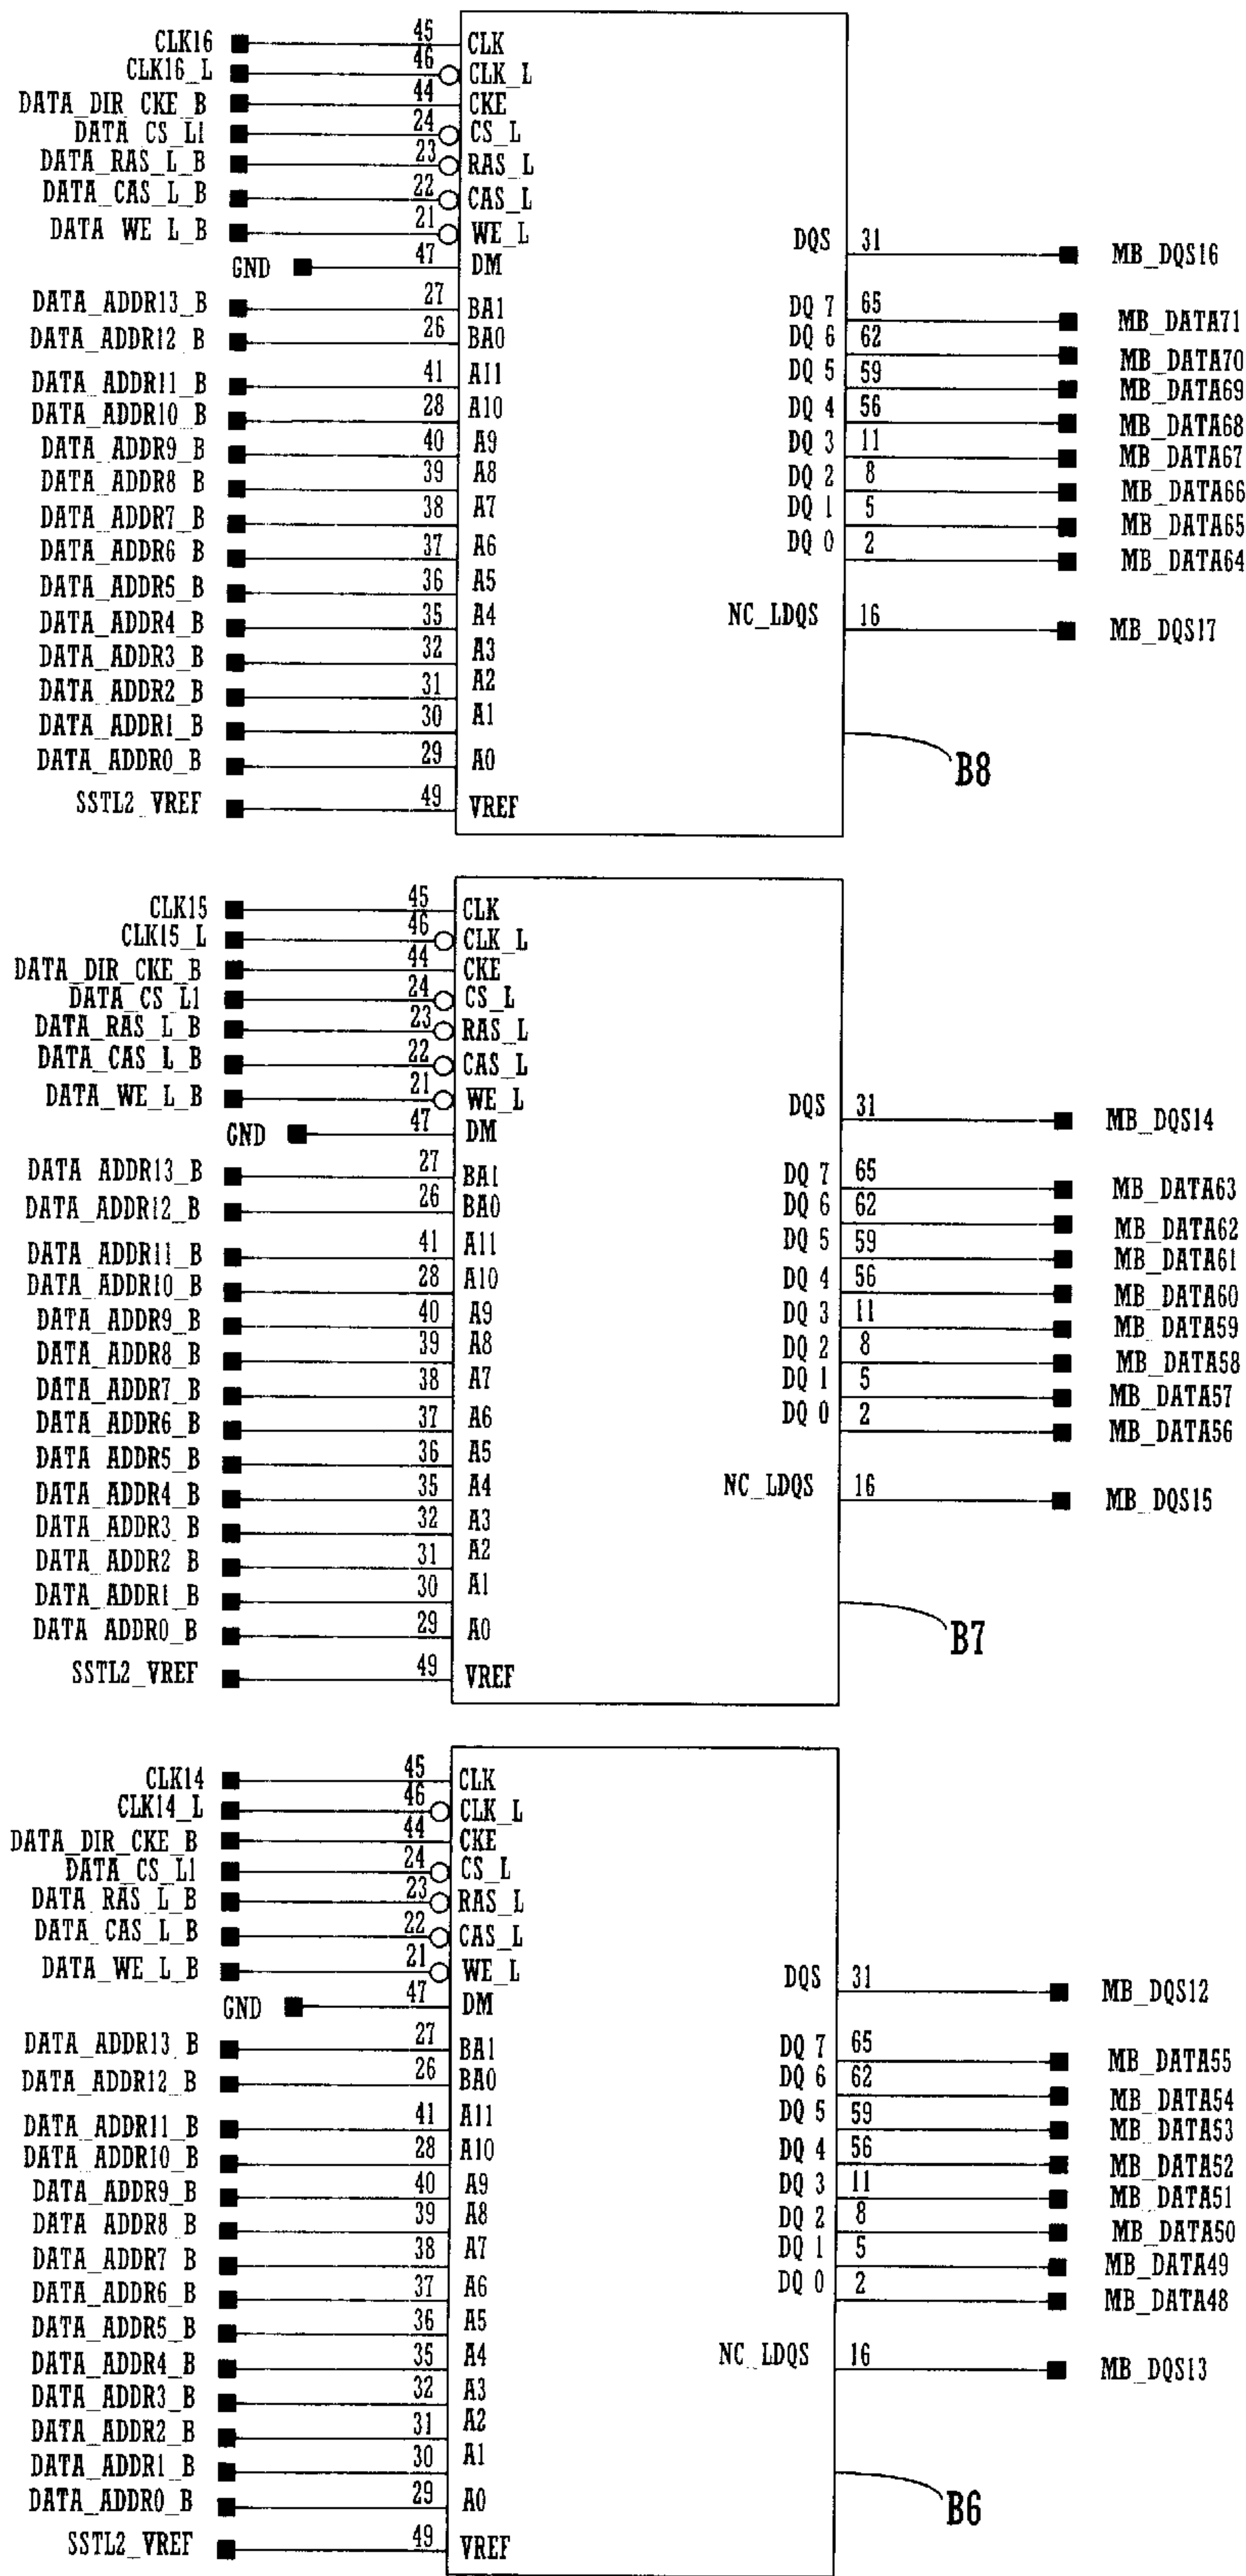 CLK16 45 CLK
CLK16_L 46 CLK_L
DATA_DIR_CKE_B 44 CKE
DATA_CS_L1 24 CS_L
DATA_RAS_L_B 23 RAS_L
DATA_CAS_L_B 22 CAS_L
DATA_WE_L_B 21 WE_L
GND 47 DM
DQS 31 MB_DQS16
DATA_ADDR13_B 27 BA1
DATA_ADDR12_B 26 BA0
DATA_ADDR11_B 41 A11
DATA_ADDR10_B 28 A10
DATA_ADDR9_B 40 A9
DATA_ADDR8_B 39 A8
DATA_ADDR7_B 38 A7
DATA_ADDR6_B 37 A6
DATA_ADDR5_B 36 A5
DATA_ADDR4_B 35 A4
DATA_ADDR3_B 32 A3
DATA_ADDR2_B 31 A2
DATA_ADDR1_B 30 A1
DATA_ADDR0_B 29 A0
SSTL2_VREF 49 VREF
DQ 7 65 MB_DATA71
DQ 6 62 MB_DATA70
DQ 5 59 MB_DATA69
DQ 4 56 MB_DATA68
DQ 3 11 MB_DATA67
DQ 2 8 MB_DATA66
DQ 1 5 MB_DATA65
DQ 0 2 MB_DATA64
NC_LDQS 16 MB_DQS17
B8
CLK15 45 CLK
CLK15_L 46 CLK_L
DATA_DIR_CKE_B 44 CKE
DATA_CS_L1 24 CS_L
DATA_RAS_L_B 23 RAS_L
DATA_CAS_L_B 22 CAS_L
DATA_WE_L_B 21 WE_L
GND 47 DM
DQS 31 MB_DQS14
DATA_ADDR13_B 27 BA1
DATA_ADDR12_B 26 BA0
DATA_ADDR11_B 41 A11
DATA_ADDR10_B 28 A10
DATA_ADDR9_B 40 A9
DATA_ADDR8_B 39 A8
DATA_ADDR7_B 38 A7
DATA_ADDR6_B 37 A6
DATA_ADDR5_B 36 A5
DATA_ADDR4_B 35 A4
DATA_ADDR3_B 32 A3
DATA_ADDR2_B 31 A2
DATA_ADDR1_B 30 A1
DATA_ADDR0_B 29 A0
SSTL2_VREF 49 VREF
DQ 7 65 MB_DATA63
DQ 6 62 MB_DATA62
DQ 5 59 MB_DATA61
DQ 4 56 MB_DATA60
DQ 3 11 MB_DATA59
DQ 2 8 MB_DATA58
DQ 1 5 MB_DATA57
DQ 0 2 MB_DATA56
NC_LDQS 16 MB_DQS15
B7
CLK14 45 CLK
CLK14_L 46 CLK_L
DATA_DIR_CKE_B 44 CKE
DATA_CS_L1 24 CS_L
DATA_RAS_L_B 23 RAS_L
DATA_CAS_L_B 22 CAS_L
DATA_WE_L_B 21 WE_L
GND 47 DM
DQS 31 MB_DQS12
DATA_ADDR13_B 27 BA1
DATA_ADDR12_B 26 BA0
DATA_ADDR11_B 41 A11
DATA_ADDR10_B 28 A10
DATA_ADDR9_B 40 A9
DATA_ADDR8_B 39 A8
DATA_ADDR7_B 38 A7
DATA_ADDR6_B 37 A6
DATA_ADDR5_B 36 A5
DATA_ADDR4_B 35 A4
DATA_ADDR3_B 32 A3
DATA_ADDR2_B 31 A2
DATA_ADDR1_B 30 A1
DATA_ADDR0_B 29 A0
SSTL2_VREF 49 VREF
DQ 7 65 MB_DATA55
DQ 6 62 MB_DATA54
DQ 5 59 MB_DATA53
DQ 4 56 MB_DATA52
DQ 3 11 MB_DATA51
DQ 2 8 MB_DATA50
DQ 1 5 MB_DATA49
DQ 0 2 MB_DATA48
NC_LDQS 16 MB_DQS13
B6